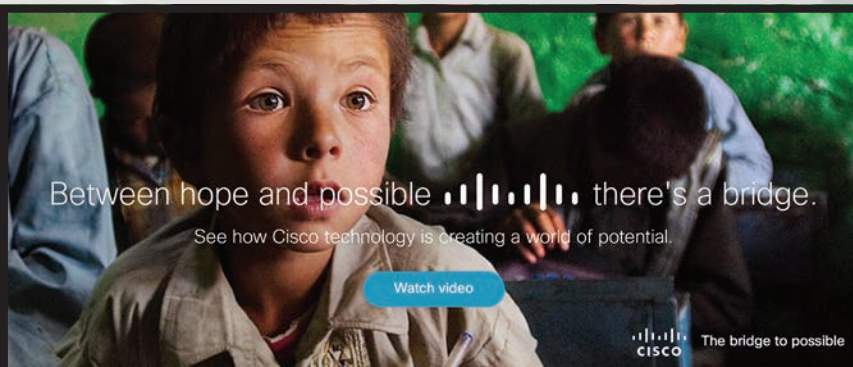 Between hope and possible there's a bridge.
See how Cisco technology is creating a world of potential.
Watch video
CISCO The bridge to possible